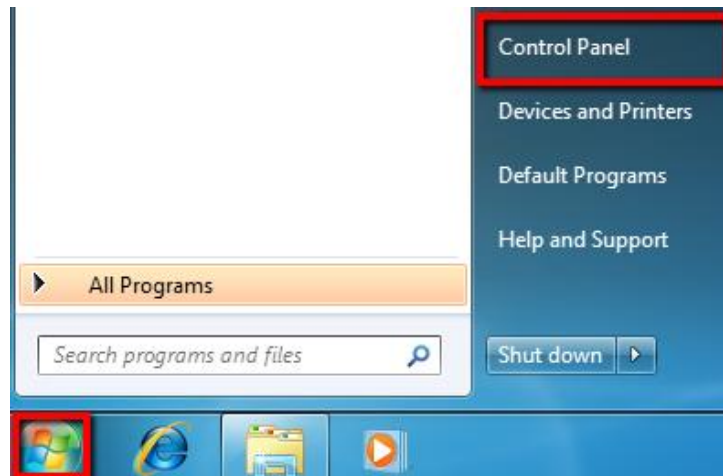 Control Panel
Devices and Printers
Default Programs
Help and Support
All Programs
Search programs and files
Shut down